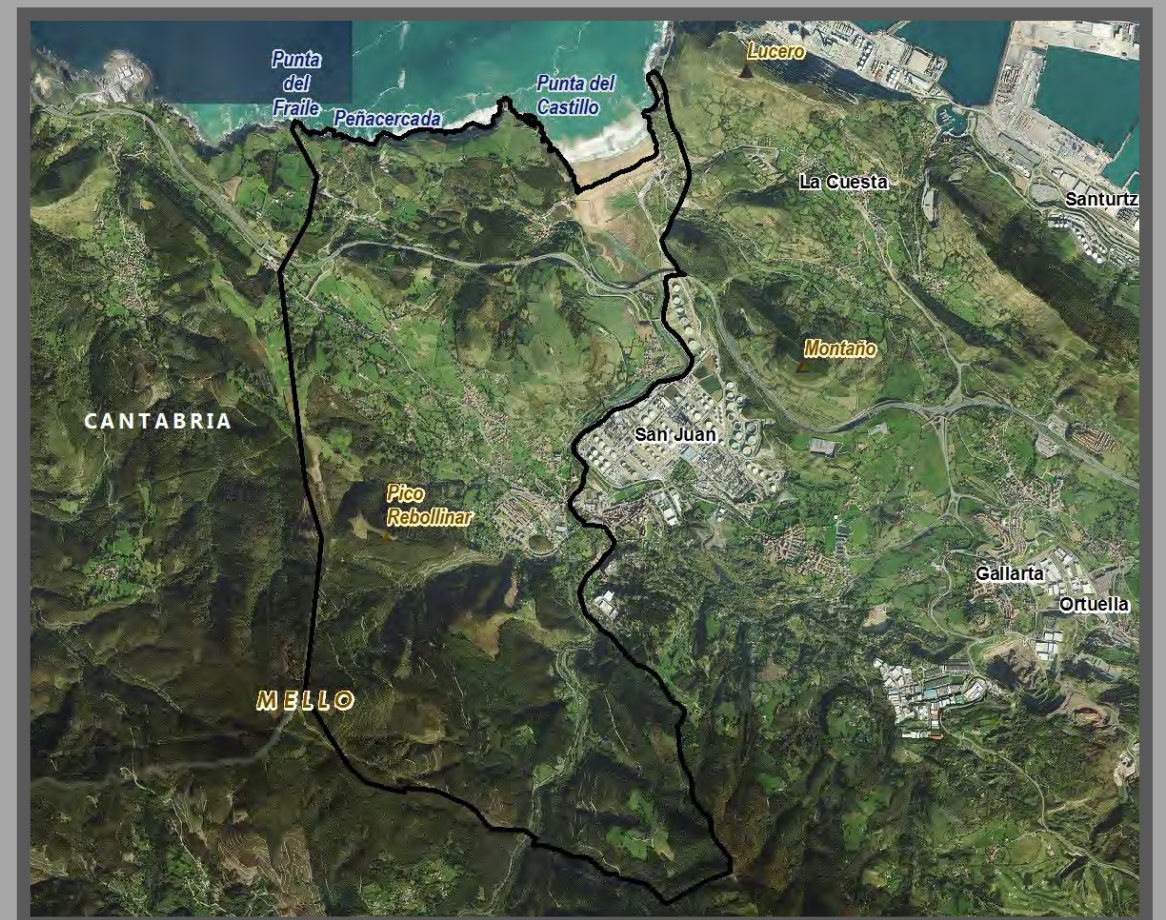 Lucero
Punta
del
Fraile
Peñacercada
Punta del
Castillo
La Cuesta
Santurtz
Montaño
CANTABRIA
San Juan
Pico
Rebollinar
Gallarta
Ortuella
MELLO